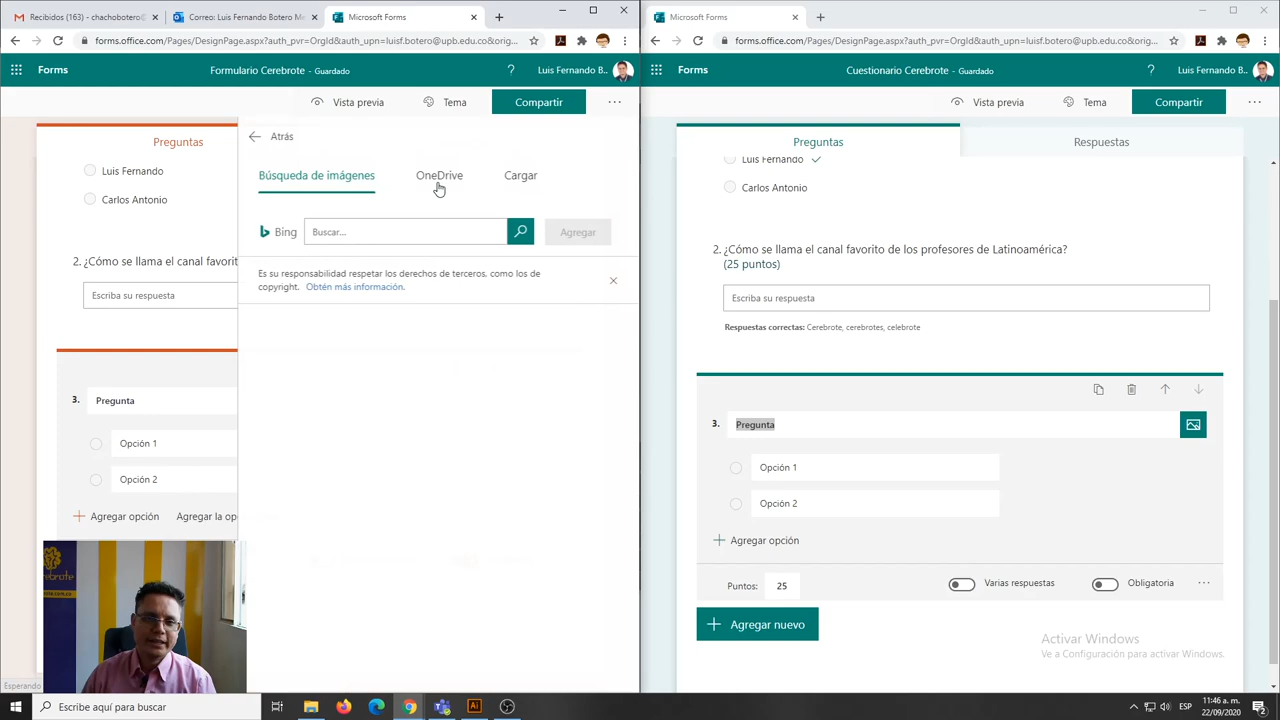 Recibidos (163) - chachobotero@
Correo: Luis Fernando Botero Me
Microsoft Forms
forms.office.com/Pages/DesignPage.aspx?auth_pvr=OrgId&auth_upn=luisf.botero@upb.edu.co&orig...
Forms
Formulario Cerebrote - Guardado
?
Luis Fernando B..
Vista previa
Tema
Compartir
...
Preguntas
Luis Fernando
Carlos Antonio
2. ¿Cómo se llama el canal favorit
Escriba su respuesta
3. Pregunta
Opción 1
Opción 2
Agregar opción
Agregar la op
Atrás
Búsqueda de imágenes
OneDrive
Cargar
Bing
Buscar...
Agregar
Es su responsabilidad respetar los derechos de terceros, como los de
copyright. Obtén más información.
Esperando
Microsoft Forms
forms.office.com/Pages/DesignPage.aspx?auth_pvr=OrgId&auth_upn=luisf.botero@upb.edu.co&orig...
Forms
Cuestionario Cerebrote - Guardado
?
Luis Fernando B..
Vista previa
Tema
Compartir
...
Preguntas
Respuestas
Luis Fernando
Carlos Antonio
2. ¿Cómo se llama el canal favorito de los profesores de Latinoamérica?
(25 puntos)
Escriba su respuesta
Respuestas correctas: Cerebrote, cerebrotes, celebrote
3. Pregunta
Opción 1
Opción 2
Agregar opción
Puntos: 25
Varias respuestas
Obligatoria
...
Agregar nuevo
Activar Windows
Ve a Configuración para activar Windows.
Escribe aquí para buscar
ESP
11:46 a. m.
22/09/2020
2